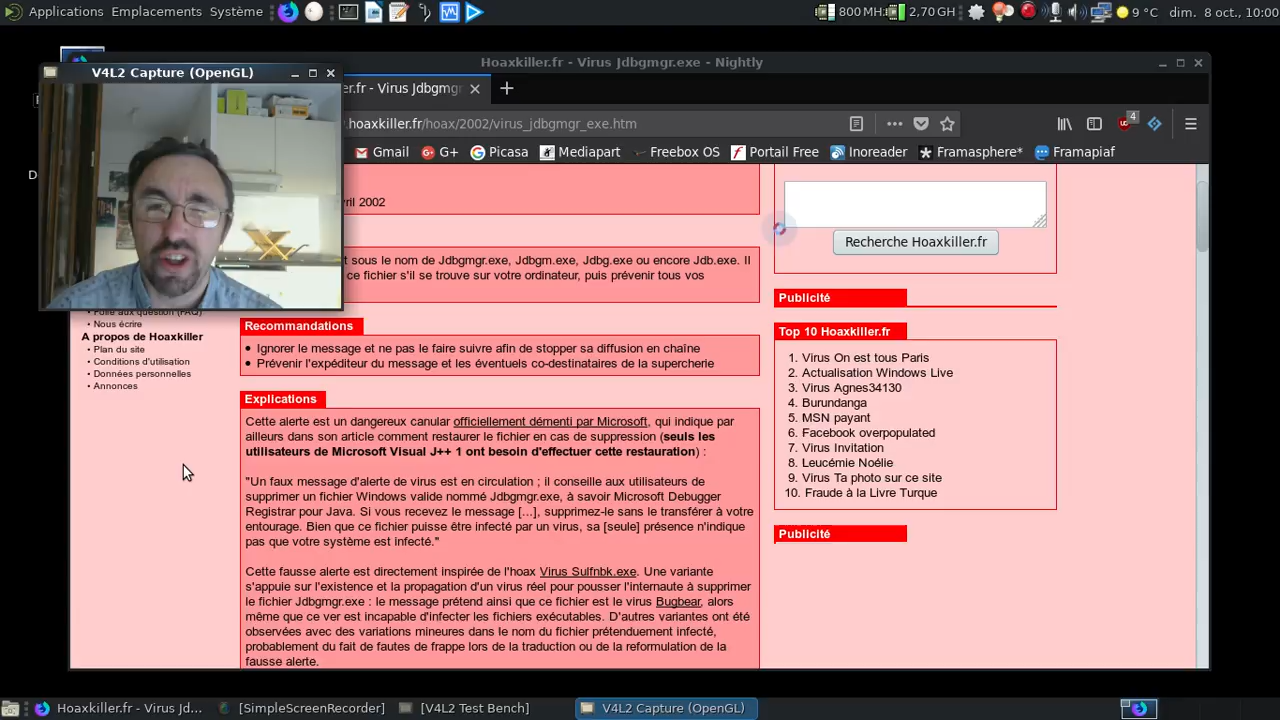 Applications Emplacements Système 800 MH 2,70 GH 9 °C dim. 8 oct., 10:00
Hoaxkiller.fr - Virus Jdbgmgr.exe - Nightly
V4L2 Capture (OpenGL)
er.fr - Virus Jdbgmgr
.hoaxkiller.fr/hoax/2002/virus_jdbgmgr_exe.htm 4
Gmail G+ Picasa Mediapart Freebox OS Portail Free Inoreader Framasphere* Framapiaf
vril 2002
Recherche Hoaxkiller.fr
t sous le nom de Jdbgmgr.exe, Jdbgm.exe, Jdbg.exe ou encore Jdb.exe. Il
ce fichier s'il se trouve sur votre ordinateur, puis prévenir tous vos
• Foire aux question (FAQ)
• Nous écrire
A propos de Hoaxkiller
• Plan du site
• Conditions d'utilisation
• Données personnelles
• Annonces
Recommandations
• Ignorer le message et ne pas le faire suivre afin de stopper sa diffusion en chaîne
• Prévenir l'expéditeur du message et les éventuels co-destinataires de la supercherie
Explications
Cette alerte est un dangereux canular officiellement démenti par Microsoft, qui indique par
ailleurs dans son article comment restaurer le fichier en cas de suppression (seuls les
utilisateurs de Microsoft Visual J++ 1 ont besoin d'effectuer cette restauration) :
"Un faux message d'alerte de virus est en circulation ; il conseille aux utilisateurs de
supprimer un fichier Windows valide nommé Jdbgmgr.exe, à savoir Microsoft Debugger
Registrar pour Java. Si vous recevez le message [...], supprimez-le sans le transférer à votre
entourage. Bien que ce fichier puisse être infecté par un virus, sa [seule] présence n'indique
pas que votre système est infecté."
Cette fausse alerte est directement inspirée de l'hoax Virus Sulfnbk.exe. Une variante
s'appuie sur l'existence et la propagation d'un virus réel pour pousser l'internaute à supprimer
le fichier Jdbgmgr.exe : le message prétend ainsi que ce fichier est le virus Bugbear, alors
même que ce ver est incapable d'infecter les fichiers exécutables. D'autres variantes ont été
observées avec des variations mineures dans le nom du fichier prétenduement infecté,
probablement du fait de fautes de frappe lors de la traduction ou de la reformulation de la
fausse alerte.
Publicité
Top 10 Hoaxkiller.fr
1. Virus On est tous Paris
2. Actualisation Windows Live
3. Virus Agnes34130
4. Burundanga
5. MSN payant
6. Facebook overpopulated
7. Virus Invitation
8. Leucémie Noélie
9. Virus Ta photo sur ce site
10. Fraude à la Livre Turque
Publicité
Hoaxkiller.fr - Virus Jd... [SimpleScreenRecorder] [V4L2 Test Bench] V4L2 Capture (OpenGL)